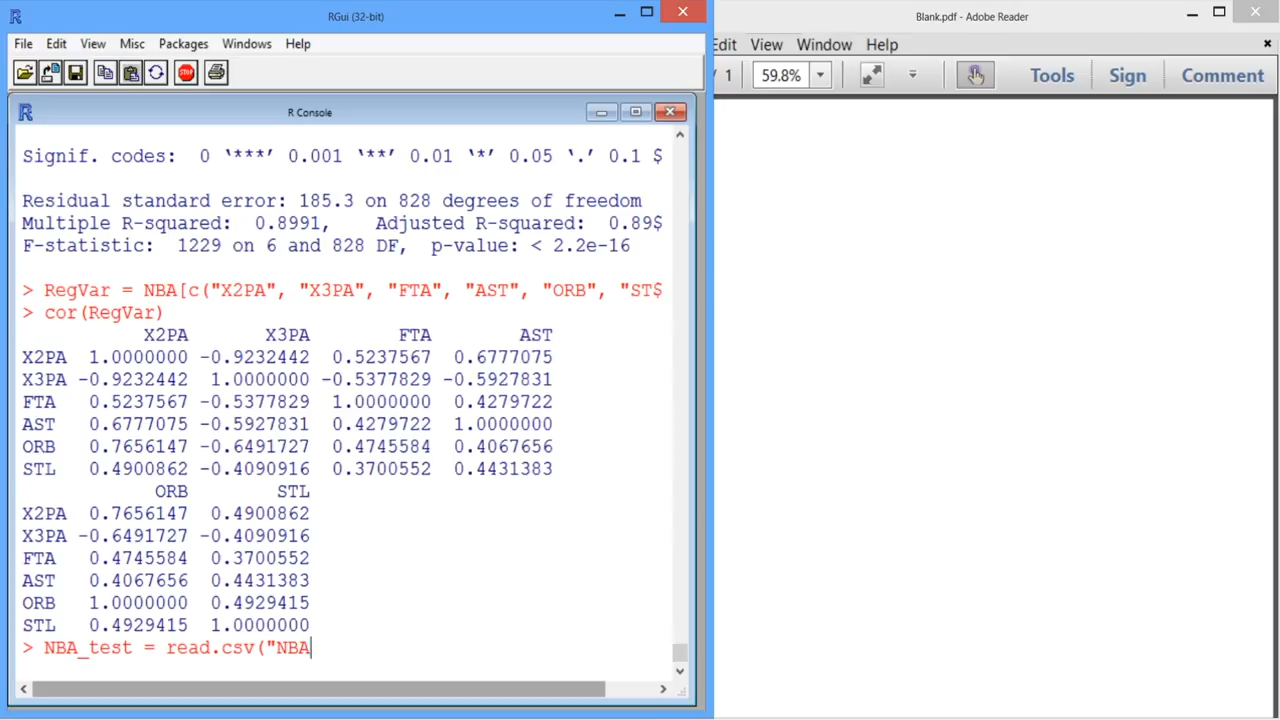 RGui (32-bit)
File Edit View Misc Packages Windows Help
STOP
R Console
Signif. codes:  0 ‘***’ 0.001 ‘**’ 0.01 ‘*’ 0.05 ‘.’ 0.1 $
Residual standard error: 185.3 on 828 degrees of freedom
Multiple R-squared:  0.8991,    Adjusted R-squared:  0.89$
F-statistic:  1229 on 6 and 828 DF,  p-value: < 2.2e-16
> RegVar = NBA[c("X2PA", "X3PA", "FTA", "AST", "ORB", "ST$
> cor(RegVar)
X2PA X3PA FTA AST
X2PA 1.0000000 -0.9232442 0.5237567 0.6777075
X3PA -0.9232442 1.0000000 -0.5377829 -0.5927831
FTA 0.5237567 -0.5377829 1.0000000 0.4279722
AST 0.6777075 -0.5927831 0.4279722 1.0000000
ORB 0.7656147 -0.6491727 0.4745584 0.4067656
STL 0.4900862 -0.4090916 0.3700552 0.4431383
ORB STL
X2PA 0.7656147 0.4900862
X3PA -0.6491727 -0.4090916
FTA 0.4745584 0.3700552
AST 0.4067656 0.4431383
ORB 1.0000000 0.4929415
STL 0.4929415 1.0000000
> NBA_test = read.csv("NBA
Blank.pdf - Adobe Reader
Edit View Window Help
/ 1 59.8% Tools Sign Comment